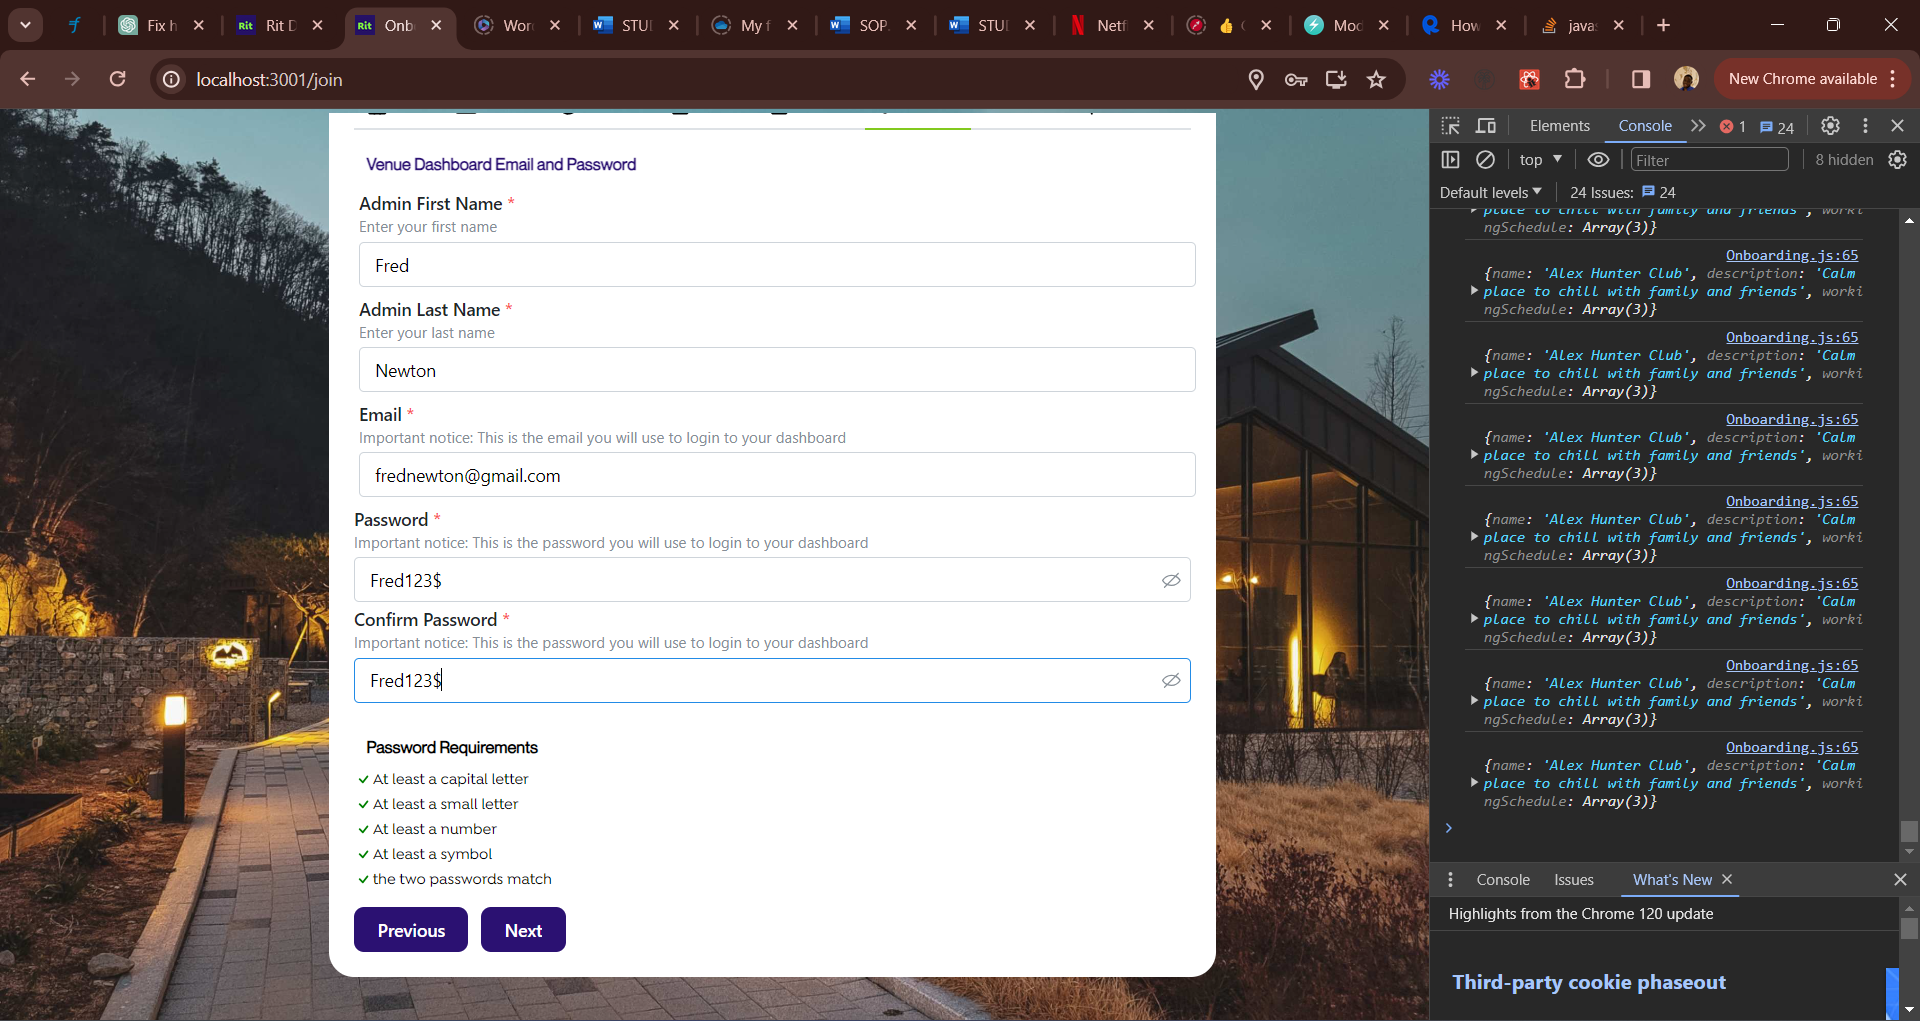 Fix h
Rit D
Onb
Wor
STU
My f
SOP
STU
Netf
Mod
How
javas
localhost:3001/join
New Chrome available
Venue Dashboard Email and Password
Admin First Name *
Enter your first name
Fred
Admin Last Name *
Enter your last name
Newton
Email *
Important notice: This is the email you will use to login to your dashboard
frednewton@gmail.com
Password *
Important notice: This is the password you will use to login to your dashboard
Fred123$
Confirm Password *
Important notice: This is the password you will use to login to your dashboard
Fred123$
Password Requirements
At least a capital letter
At least a small letter
At least a number
At least a symbol
the two passwords match
Previous Next
Elements Console 1 24
top Filter 8 hidden
Default levels 24 Issues: 24
place to chill with family and friends', worki
ngSchedule: Array(3)}
Onboarding.js:65
{name: 'Alex Hunter Club', description: 'Calm
place to chill with family and friends', worki
ngSchedule: Array(3)}
Onboarding.js:65
{name: 'Alex Hunter Club', description: 'Calm
place to chill with family and friends', worki
ngSchedule: Array(3)}
Onboarding.js:65
{name: 'Alex Hunter Club', description: 'Calm
place to chill with family and friends', worki
ngSchedule: Array(3)}
Onboarding.js:65
{name: 'Alex Hunter Club', description: 'Calm
place to chill with family and friends', worki
ngSchedule: Array(3)}
Onboarding.js:65
{name: 'Alex Hunter Club', description: 'Calm
place to chill with family and friends', worki
ngSchedule: Array(3)}
Onboarding.js:65
{name: 'Alex Hunter Club', description: 'Calm
place to chill with family and friends', worki
ngSchedule: Array(3)}
Onboarding.js:65
{name: 'Alex Hunter Club', description: 'Calm
place to chill with family and friends', worki
ngSchedule: Array(3)}
Console Issues What's New
Highlights from the Chrome 120 update
Third-party cookie phaseout